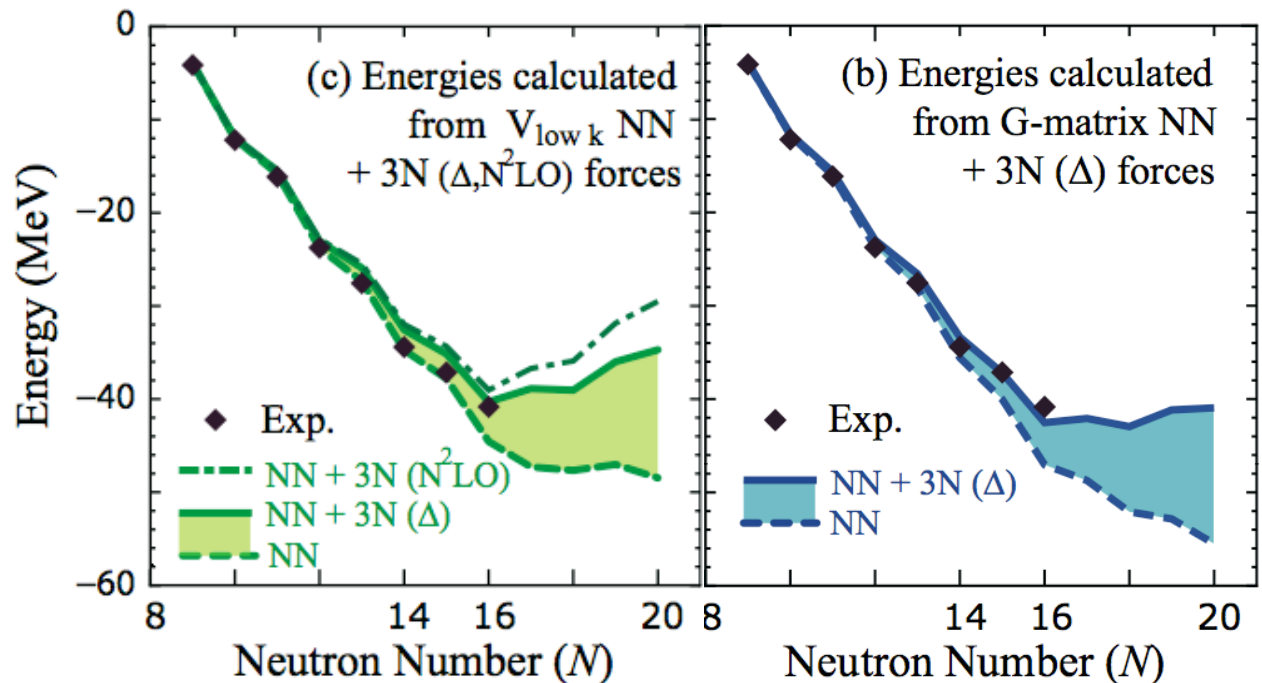 0
−20
−40
−60
Energy (MeV)
(c) Energies calculated
from V_low k NN
+ 3N (Δ,N²LO) forces
Exp.
NN + 3N (N²LO)
NN + 3N (Δ)
NN
8
14
16
20
Neutron Number (N)
(b) Energies calculated
from G-matrix NN
+ 3N (Δ) forces
Exp.
NN + 3N (Δ)
NN
8
14
16
20
Neutron Number (N)